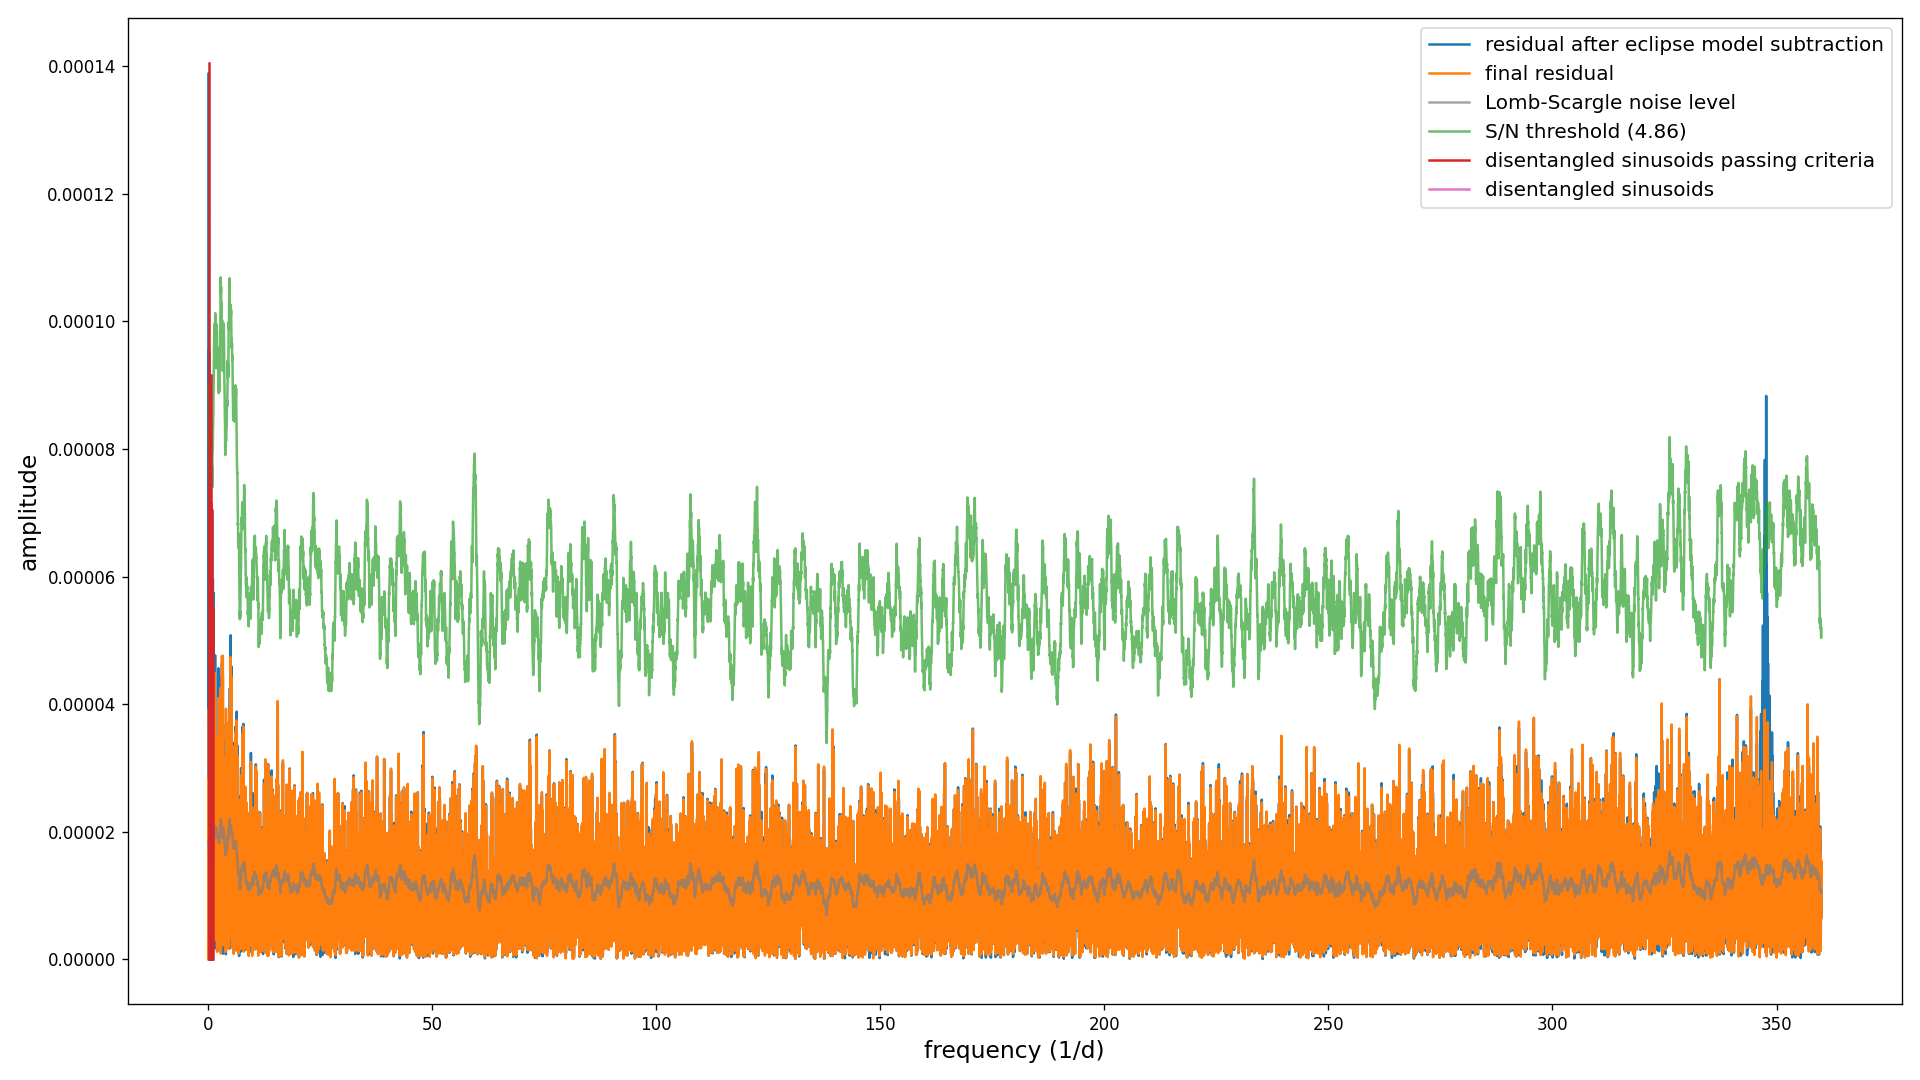 residual after eclipse model subtraction
final residual
Lomb-Scargle noise level
S/N threshold (4.86)
disentangled sinusoids passing criteria
disentangled sinusoids
0.00014
0.00012
0.00010
0.00008
0.00006
0.00004
0.00002
0.00000
amplitude
0 50 100 150 200 250 300 350
frequency (1/d)